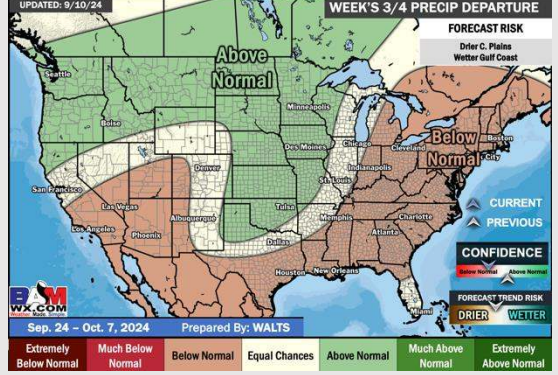 UPDATED: 9/10/24
WEEK'S 3/4 PRECIP DEPARTURE
FORECAST RISK
Drier C. Plains
Wetter Gulf Coast
Above
Normal
Seattle
Minneapolis
Boise
Below
Normal
Boston
City
Des Moines
Chicago
Cleveland
Denver
Indianapolis
San Francisco
St. Louis
Las Vegas
Tulsa
CURRENT
PREVIOUS
Albuquerque
Memphis
Charlotte
Los Angeles
Phoenix
Atlanta
Dallas
CONFIDENCE
Below Normal
Above Normal
Houston
New Orleans
FORECAST TREND RISK
DRIER
WETTER
Miami
BAM
WX.COM
Weather Made Simple
Sep. 24 – Oct. 7, 2024
Prepared By: WALTS
Extremely
Below Normal
Much Below
Normal
Below Normal
Equal Chances
Above Normal
Much Above
Normal
Extremely
Above Normal